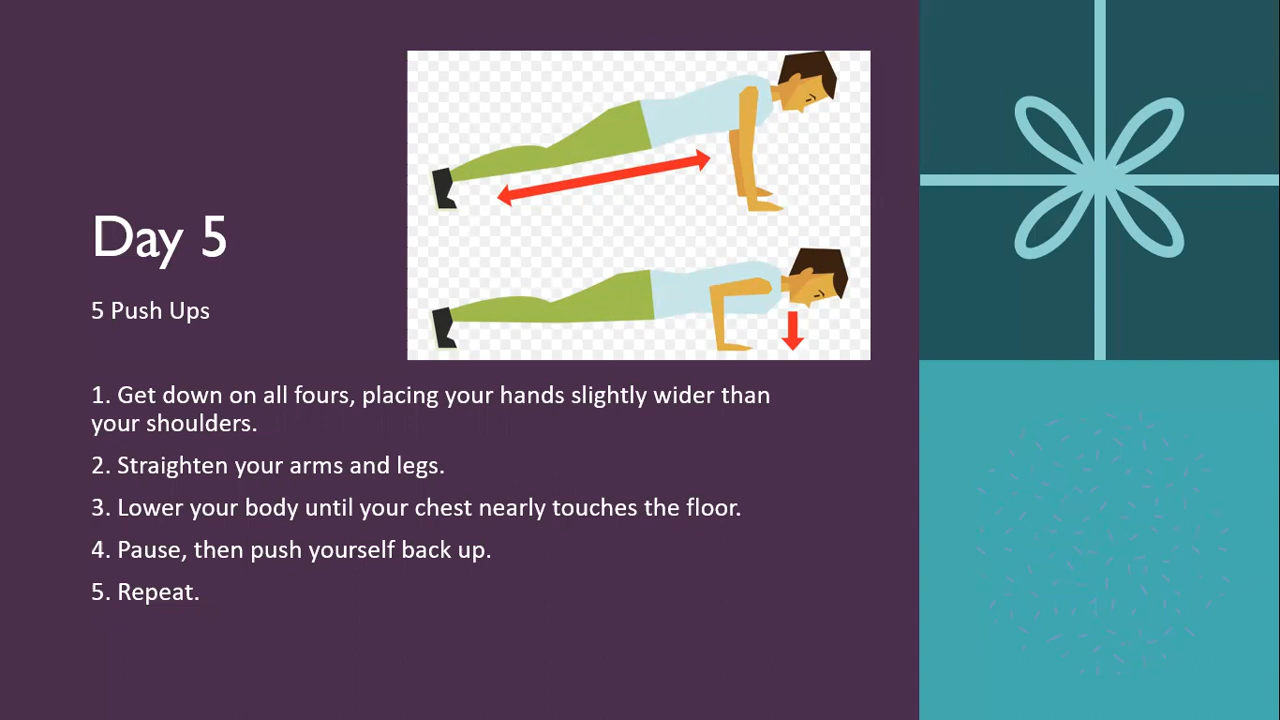 Day 5
5 Push Ups
1. Get down on all fours, placing your hands slightly wider than
your shoulders.
2. Straighten your arms and legs.
3. Lower your body until your chest nearly touches the floor.
4. Pause, then push yourself back up.
5. Repeat.